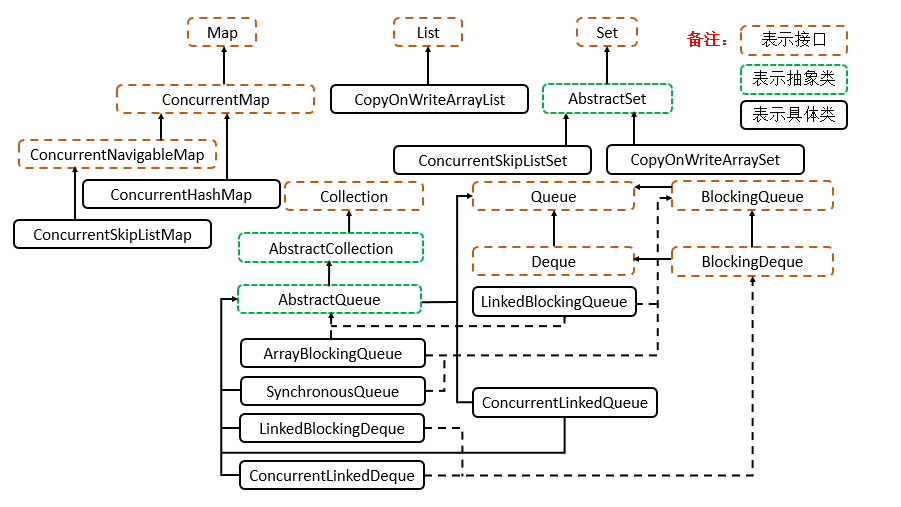 Map
List
Set
备注：
表示接口
表示抽象类
表示具体类
ConcurrentMap
CopyOnWriteArrayList
AbstractSet
ConcurrentNavigableMap
ConcurrentSkipListSet
CopyOnWriteArraySet
ConcurrentHashMap
Collection
Queue
BlockingQueue
ConcurrentSkipListMap
AbstractCollection
Deque
BlockingDeque
AbstractQueue
LinkedBlockingQueue
ArrayBlockingQueue
SynchronousQueue
ConcurrentLinkedQueue
LinkedBlockingDeque
ConcurrentLinkedDeque